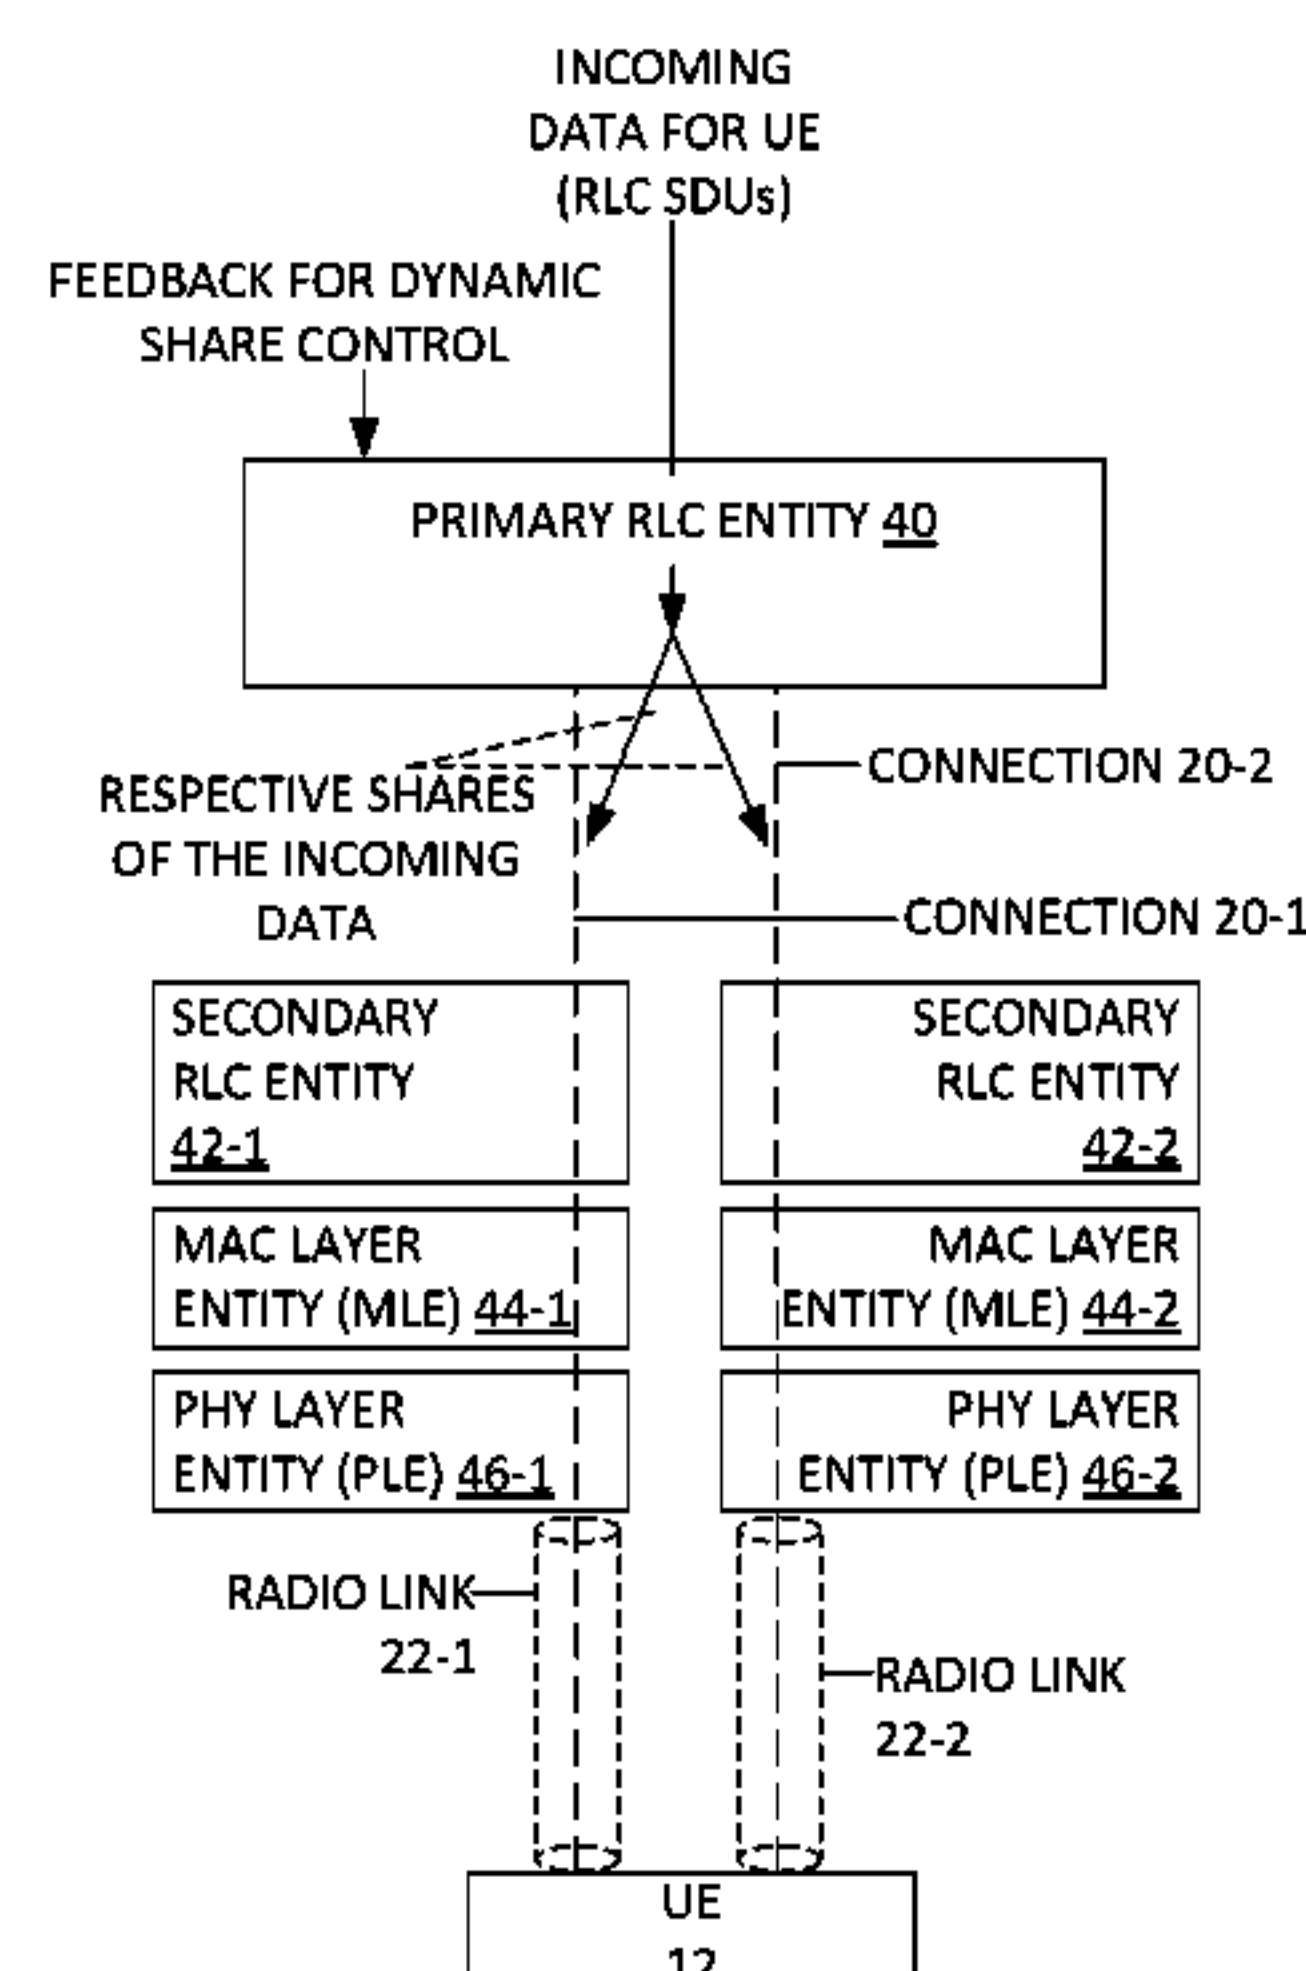 INCOMING
DATA FOR UE
(RLC SDUs)
FEEDBACK FOR DYNAMIC
SHARE CONTROL
PRIMARY RLC ENTITY 40
RESPECTIVE SHARES
OF THE INCOMING
DATA
CONNECTION 20-2
CONNECTION 20-1
SECONDARY
RLC ENTITY
42-1
SECONDARY
RLC ENTITY
42-2
MAC LAYER
ENTITY (MLE) 44-1
MAC LAYER
ENTITY (MLE) 44-2
PHY LAYER
ENTITY (PLE) 46-1
PHY LAYER
ENTITY (PLE) 46-2
RADIO LINK
22-1
RADIO LINK
22-2
UE
12